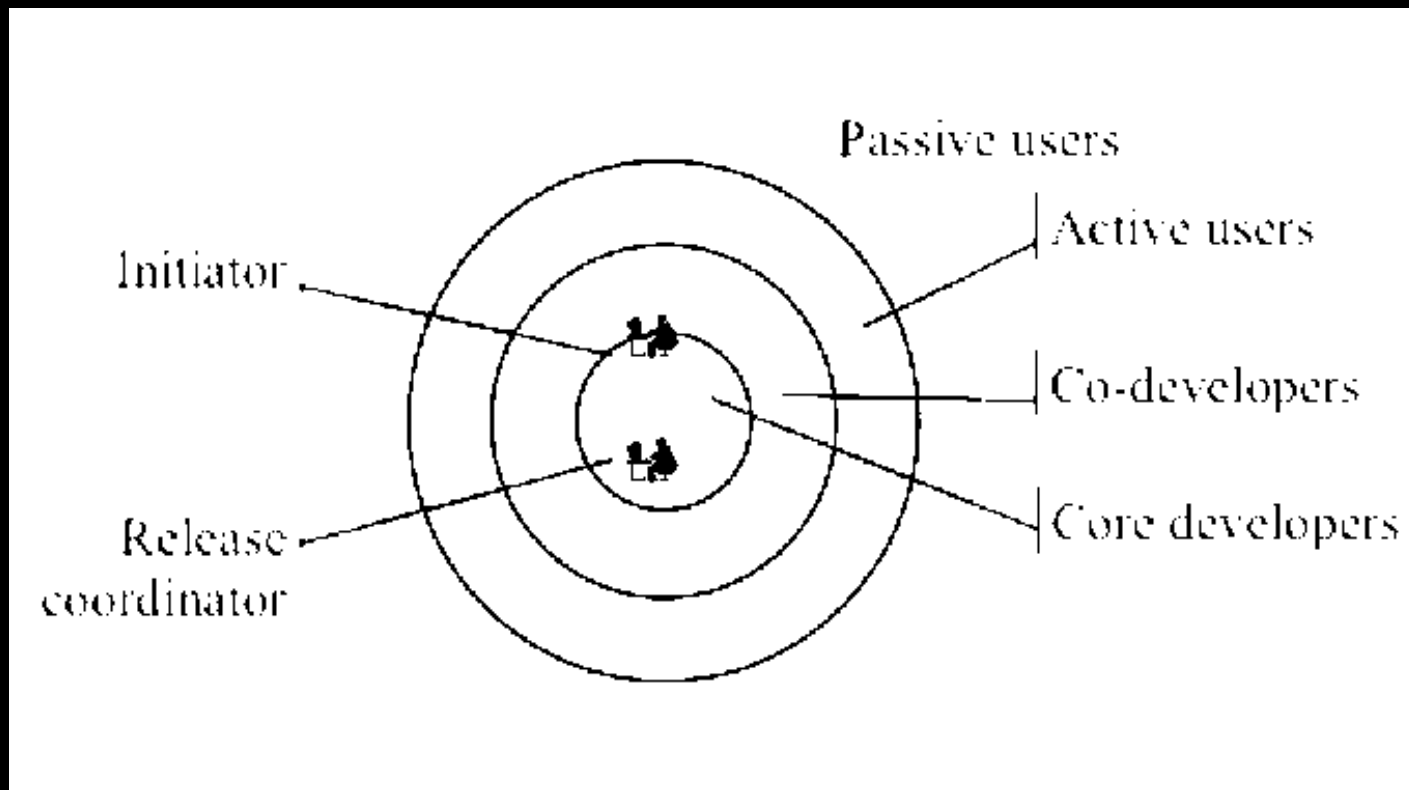 Passive users
Active users
Initiator
Co-developers
Core developers
Release
coordinator